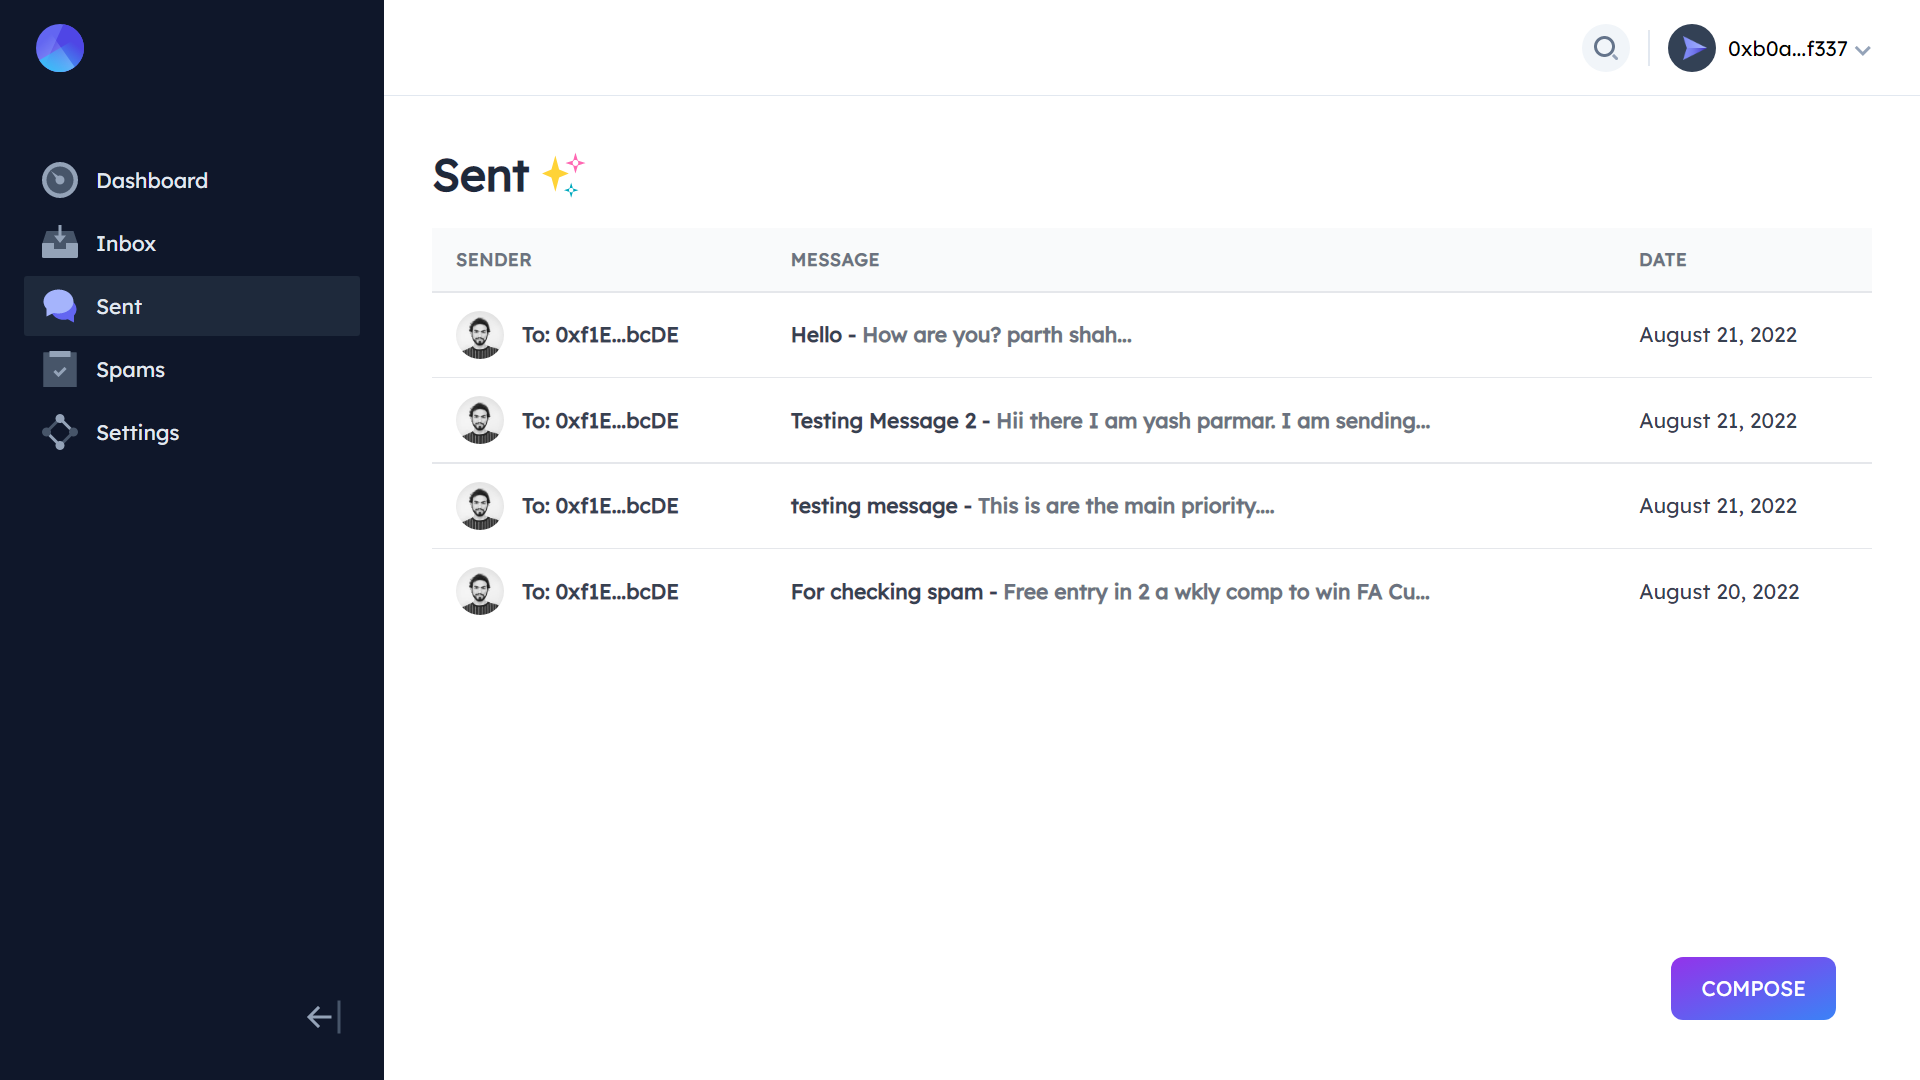 0xb0a...f337
Dashboard
Inbox
Sent
Spams
Settings
Sent
SENDER MESSAGE DATE
To: 0xf1E...bcDE Hello - How are you? parth shah... August 21, 2022
To: 0xf1E...bcDE Testing Message 2 - Hii there I am yash parmar. I am sending... August 21, 2022
To: 0xf1E...bcDE testing message - This is are the main priority.... August 21, 2022
To: 0xf1E...bcDE For checking spam - Free entry in 2 a wkly comp to win FA Cu... August 20, 2022
COMPOSE